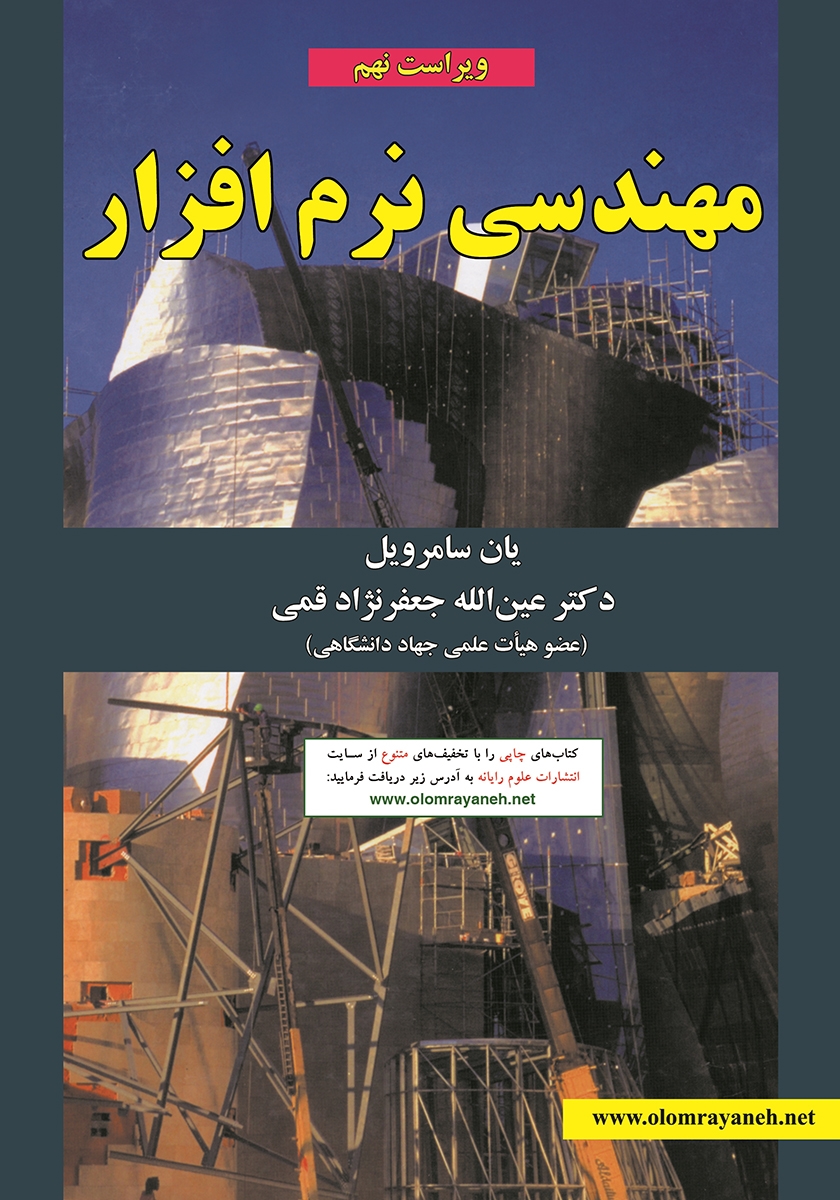 ویراست نهم
مهندسی نرم افزار
یان سامرویل
دکتر عین‌الله جعفرنژاد قمی
(عضو هیأت علمی جهاد دانشگاهی)
کتاب‌های چاپی را با تخفیف‌های متنوع از سایت
انتشارات علوم رایانه به آدرس زیر دریافت فرمایید:
www.olomrayaneh.net
GROVE
www.olomrayaneh.net